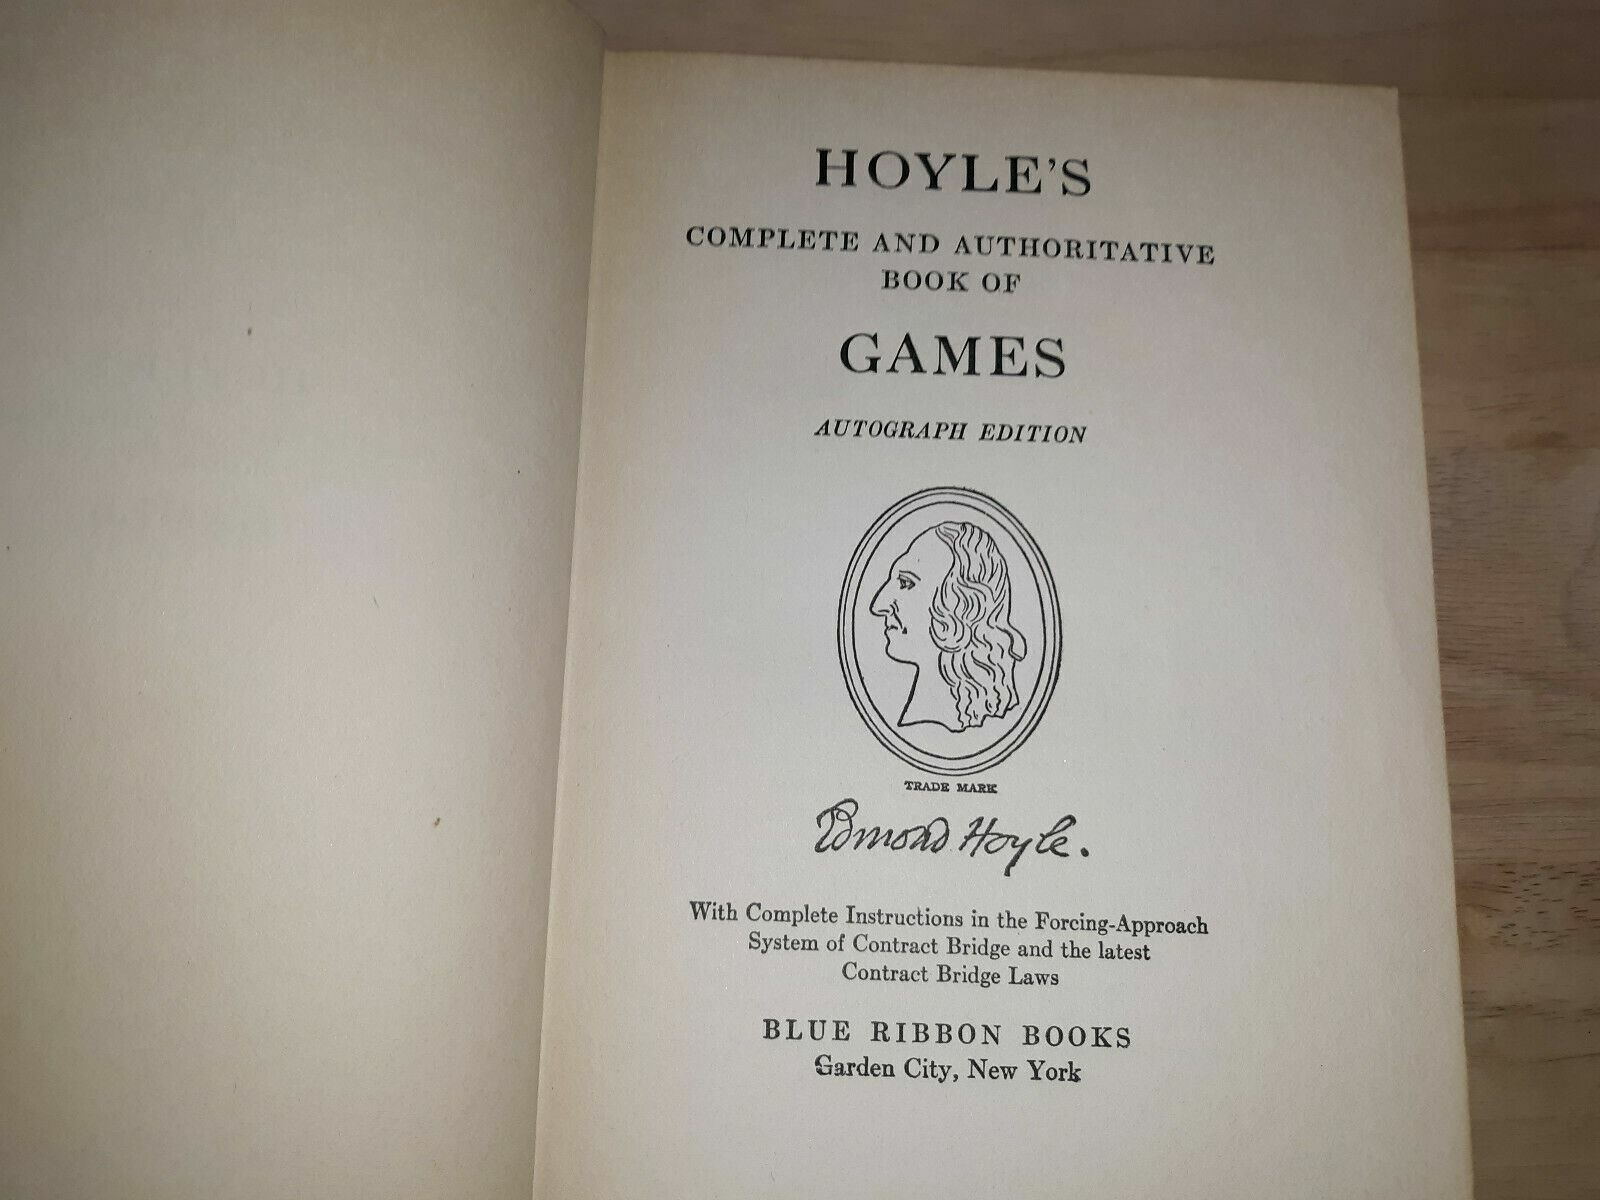 HOYLE'S
COMPLETE AND AUTHORITATIVE
BOOK OF
GAMES
AUTOGRAPH EDITION
TRADE MARK
Edmond Hoyle.
With Complete Instructions in the Forcing-Approach
System of Contract Bridge and the latest
Contract Bridge Laws
BLUE RIBBON BOOKS
Garden City, New York